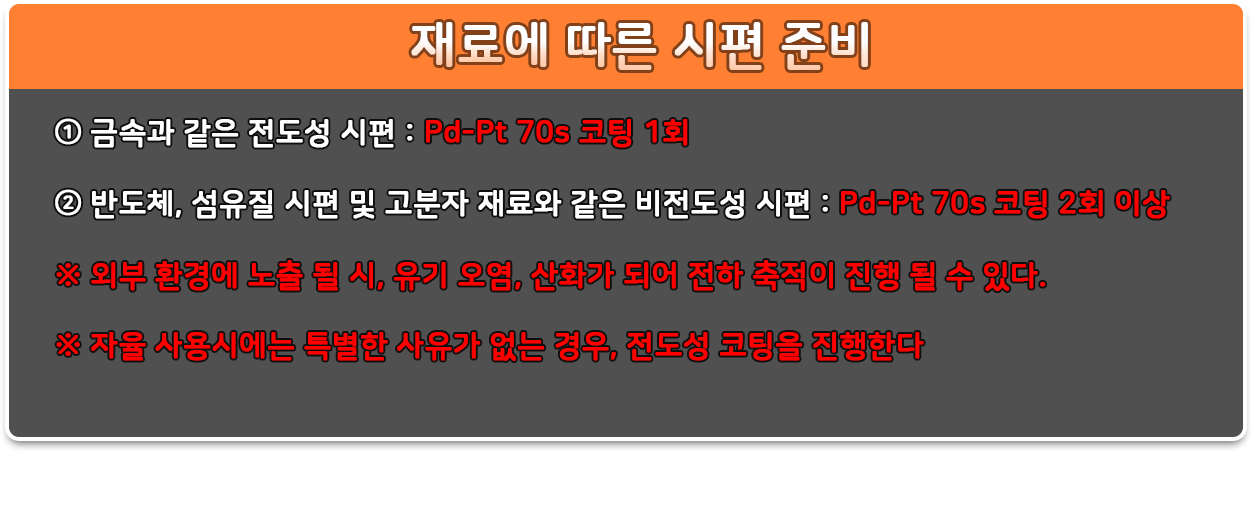 재료에 따른 시편 준비
① 금속과 같은 전도성 시편 : Pd-Pt 70s 코팅 1회
② 반도체, 섬유질 시편 및 고분자 재료와 같은 비전도성 시편 : Pd-Pt 70s 코팅 2회 이상
※ 외부 환경에 노출 될 시, 유기 오염, 산화가 되어 전하 축적이 진행 될 수 있다.
※ 자율 사용시에는 특별한 사유가 없는 경우, 전도성 코팅을 진행한다